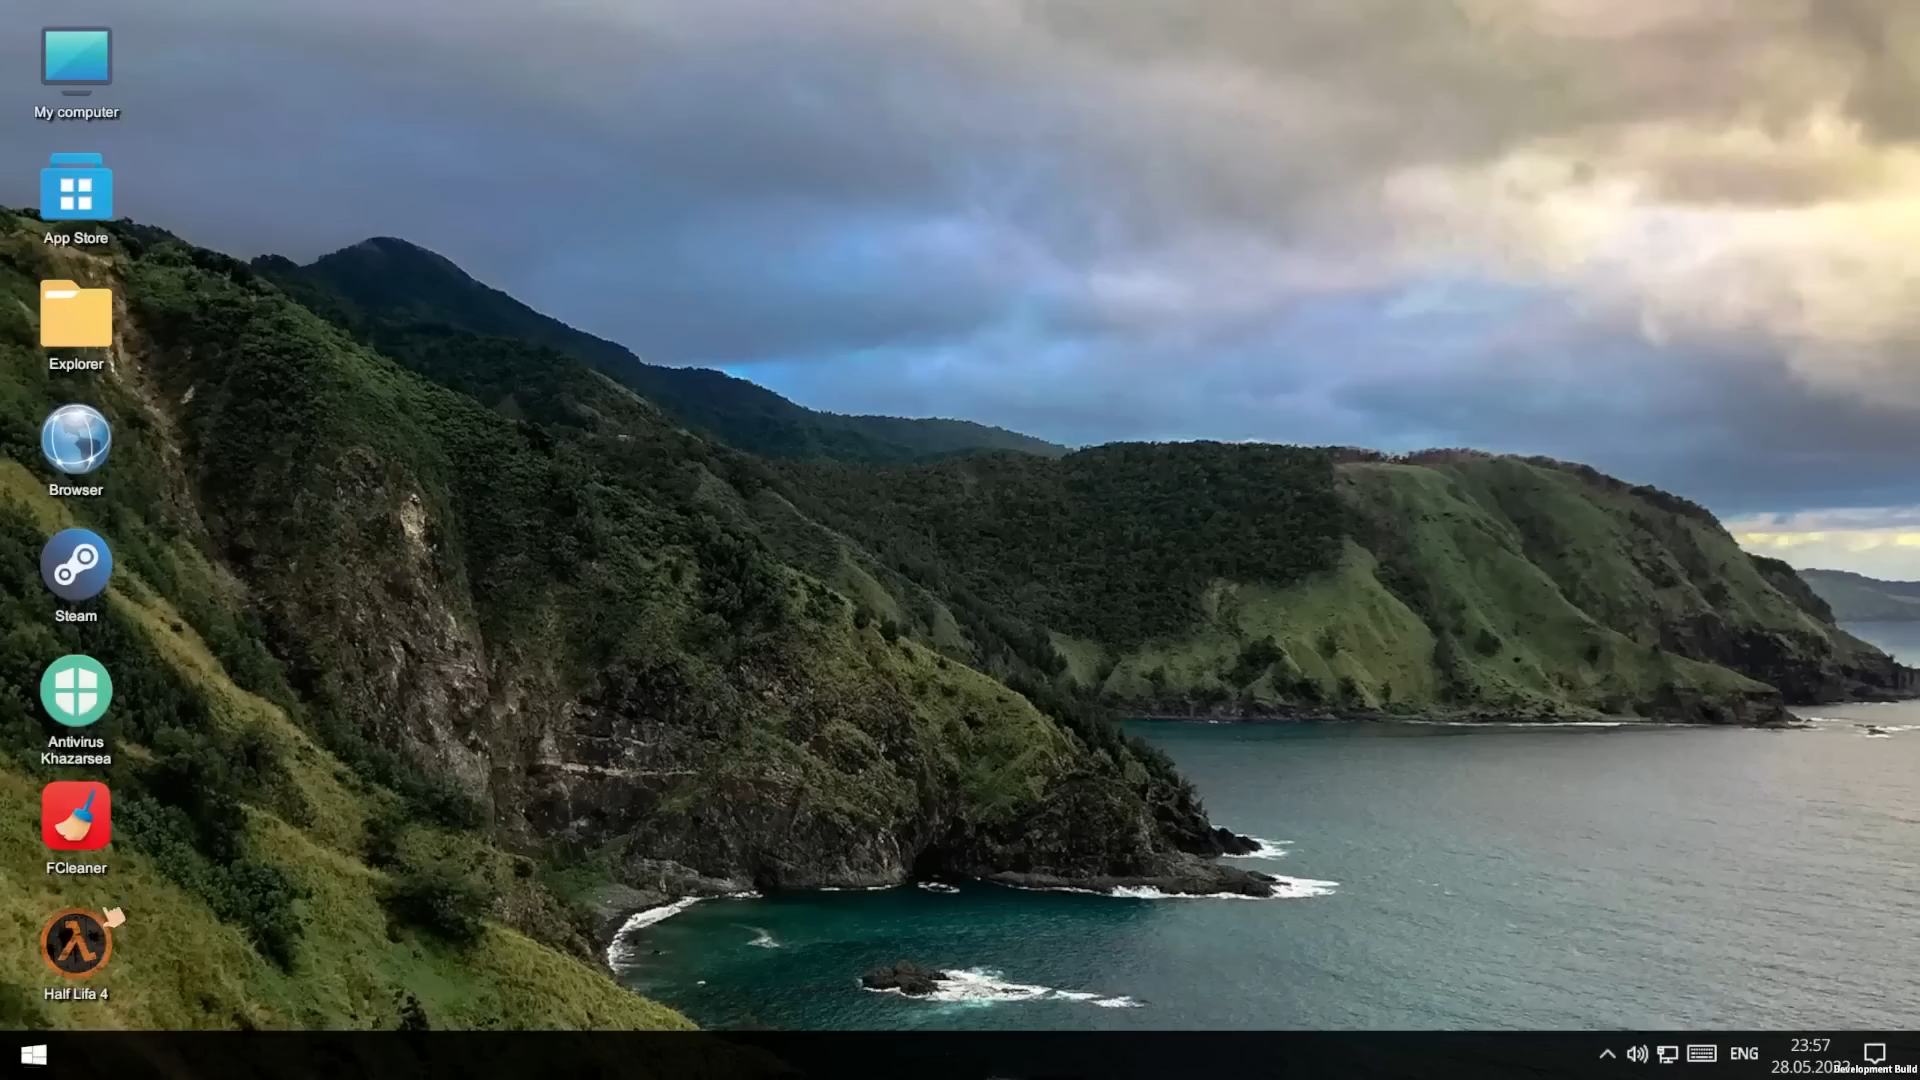 My computer
App Store
Explorer
Browser
Steam
Antivirus
Khazarsea
FCleaner
Half Lifa 4
ENG
23:57
Development Build